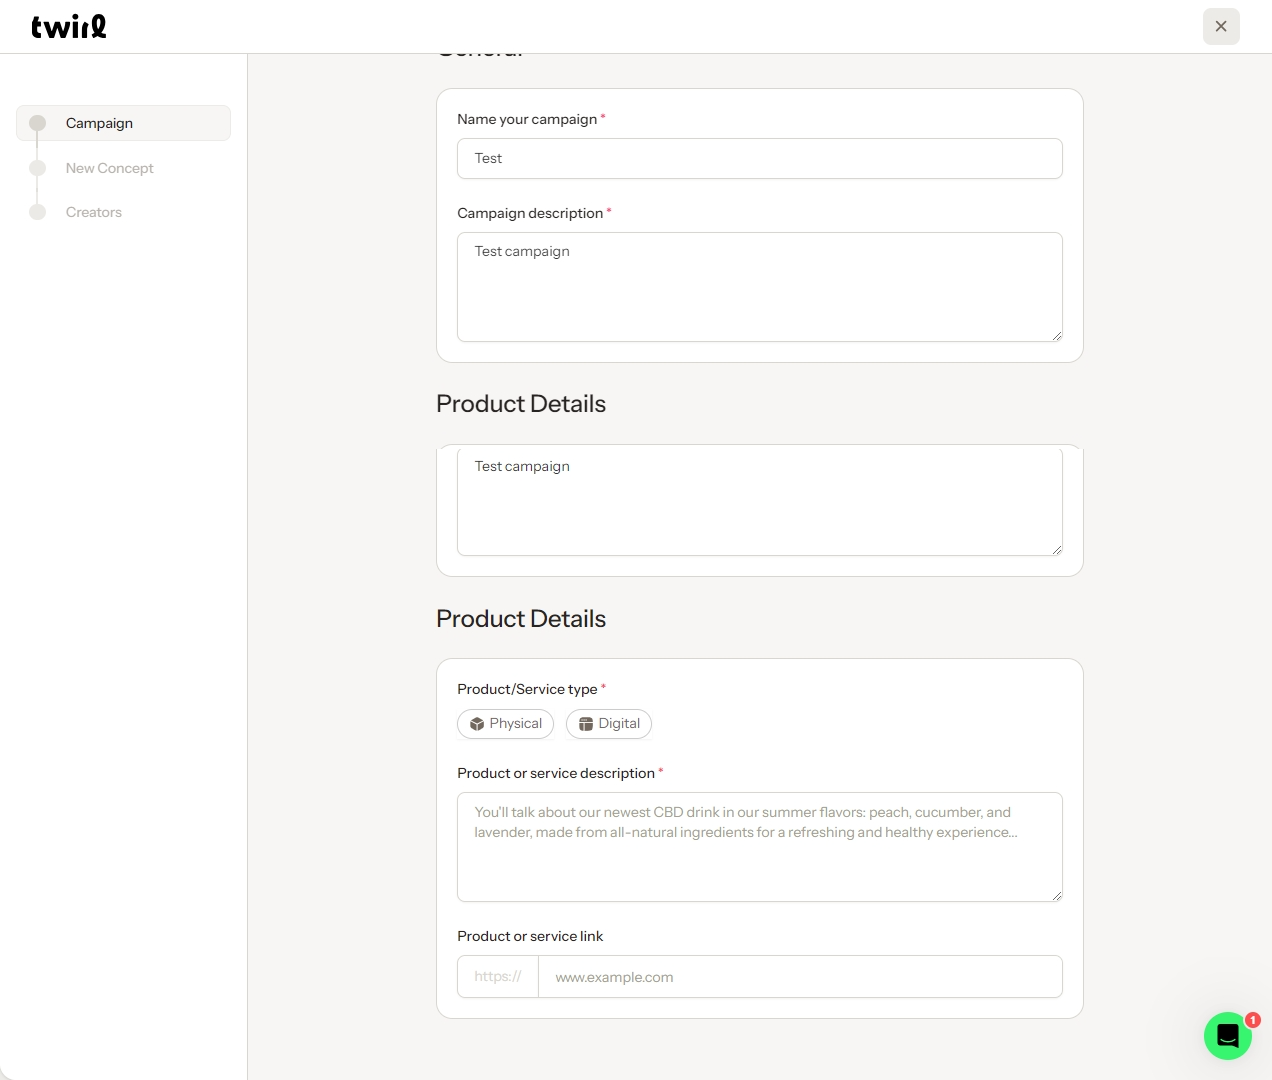 twirl
General
Campaign
New Concept
Creators
Name your campaign *
Test
Campaign description *
Test campaign
Product Details
Test campaign
Product Details
Product/Service type *
Physical
Digital
Product or service description *
You'll talk about our newest CBD drink in our summer flavors: peach, cucumber, and
lavender, made from all-natural ingredients for a refreshing and healthy experience...
Product or service link
https://
www.example.com
1